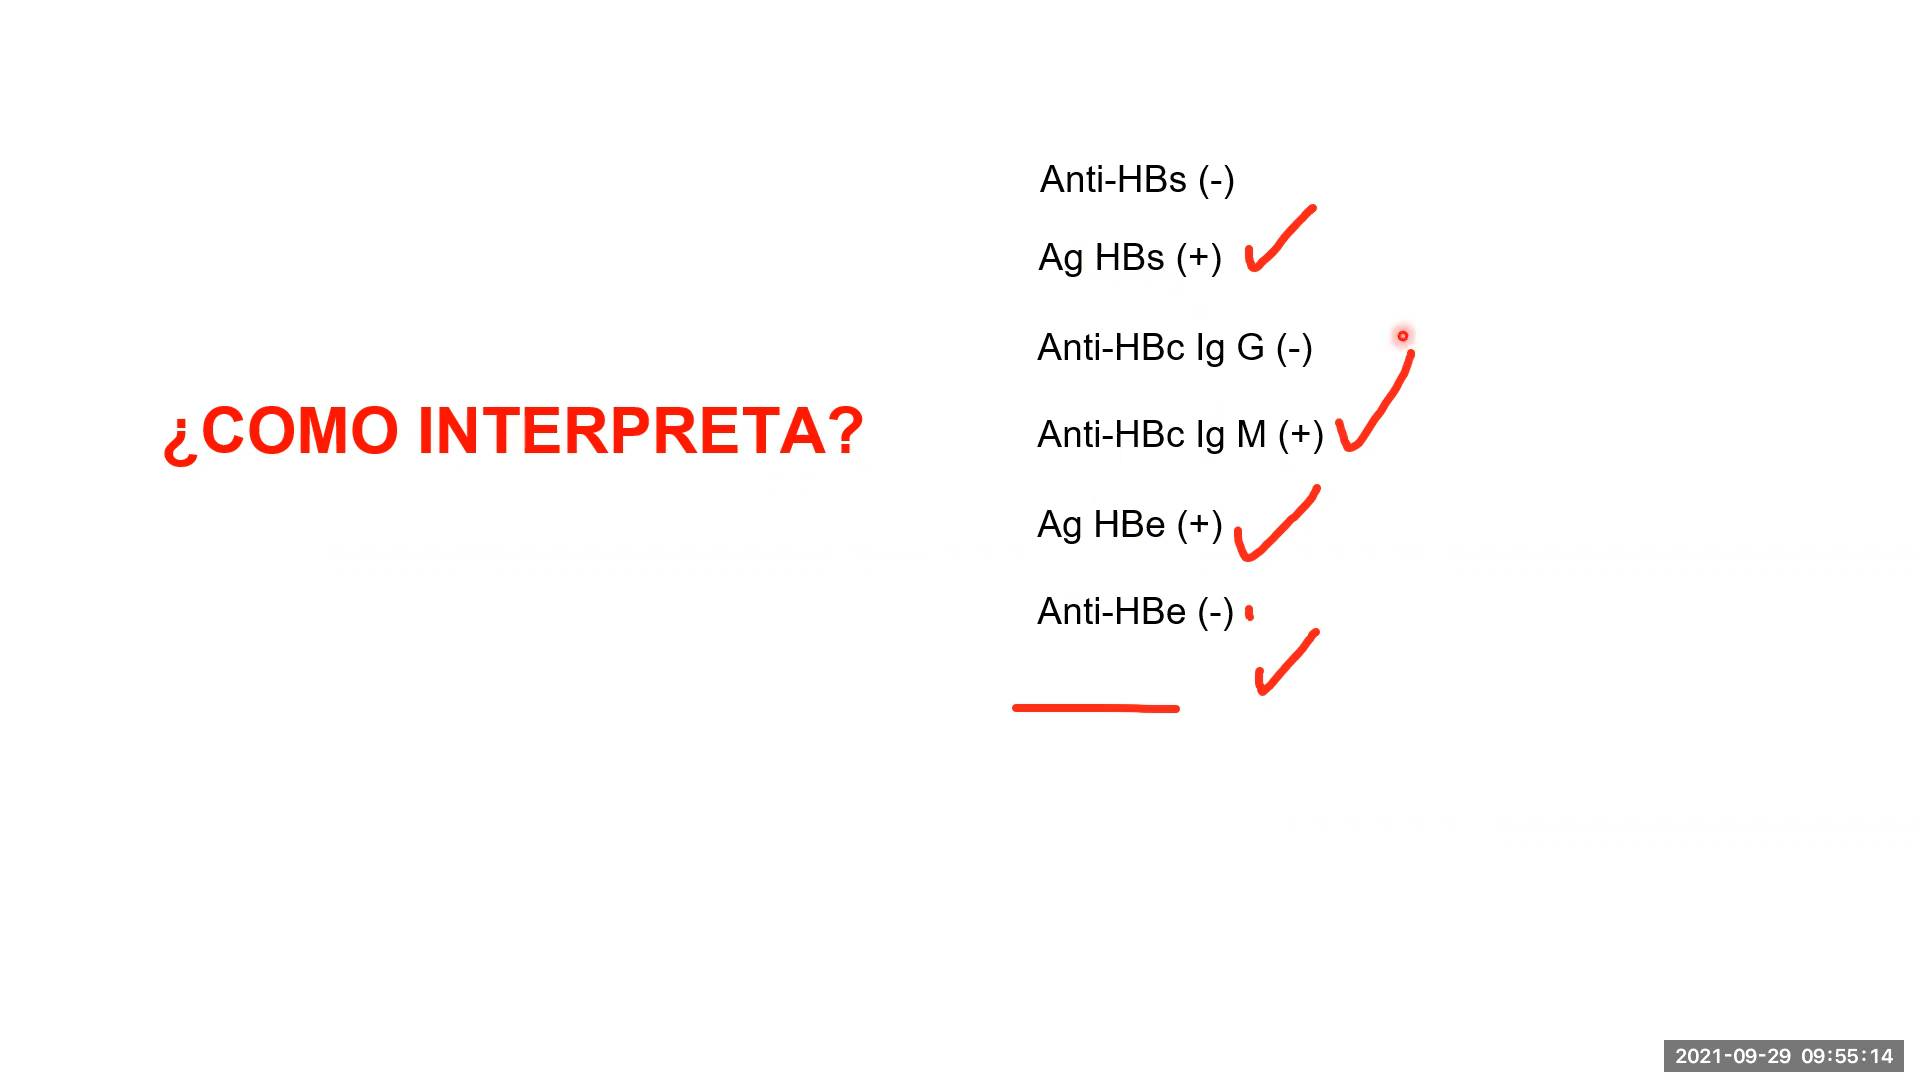 ¿COMO INTERPRETA?
Anti-HBs (-)
Ag HBs (+)
Anti-HBc Ig G (-)
Anti-HBc Ig M (+)
Ag HBe (+)
Anti-HBe (-)
2021-09-29 09:55:14